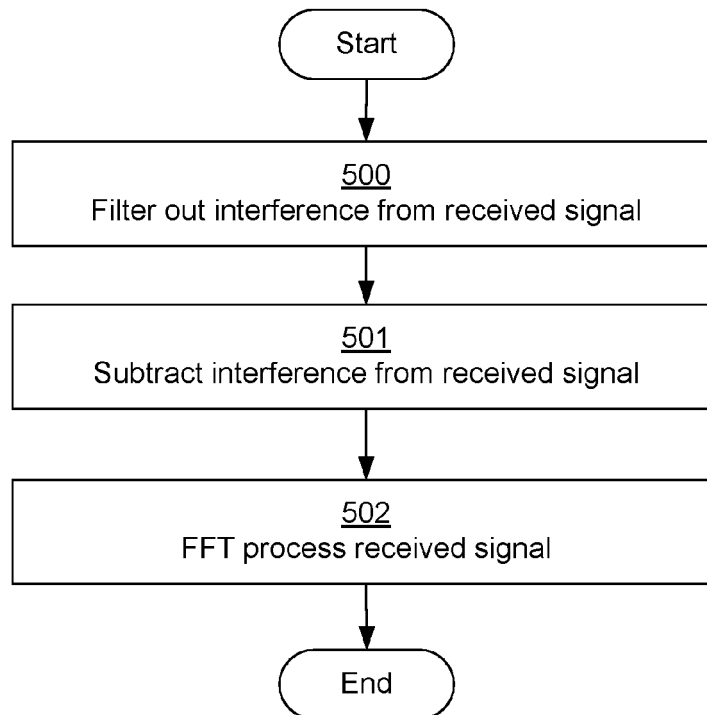 Start
500
Filter out interference from received signal
501
Subtract interference from received signal
502
FFT process received signal
End